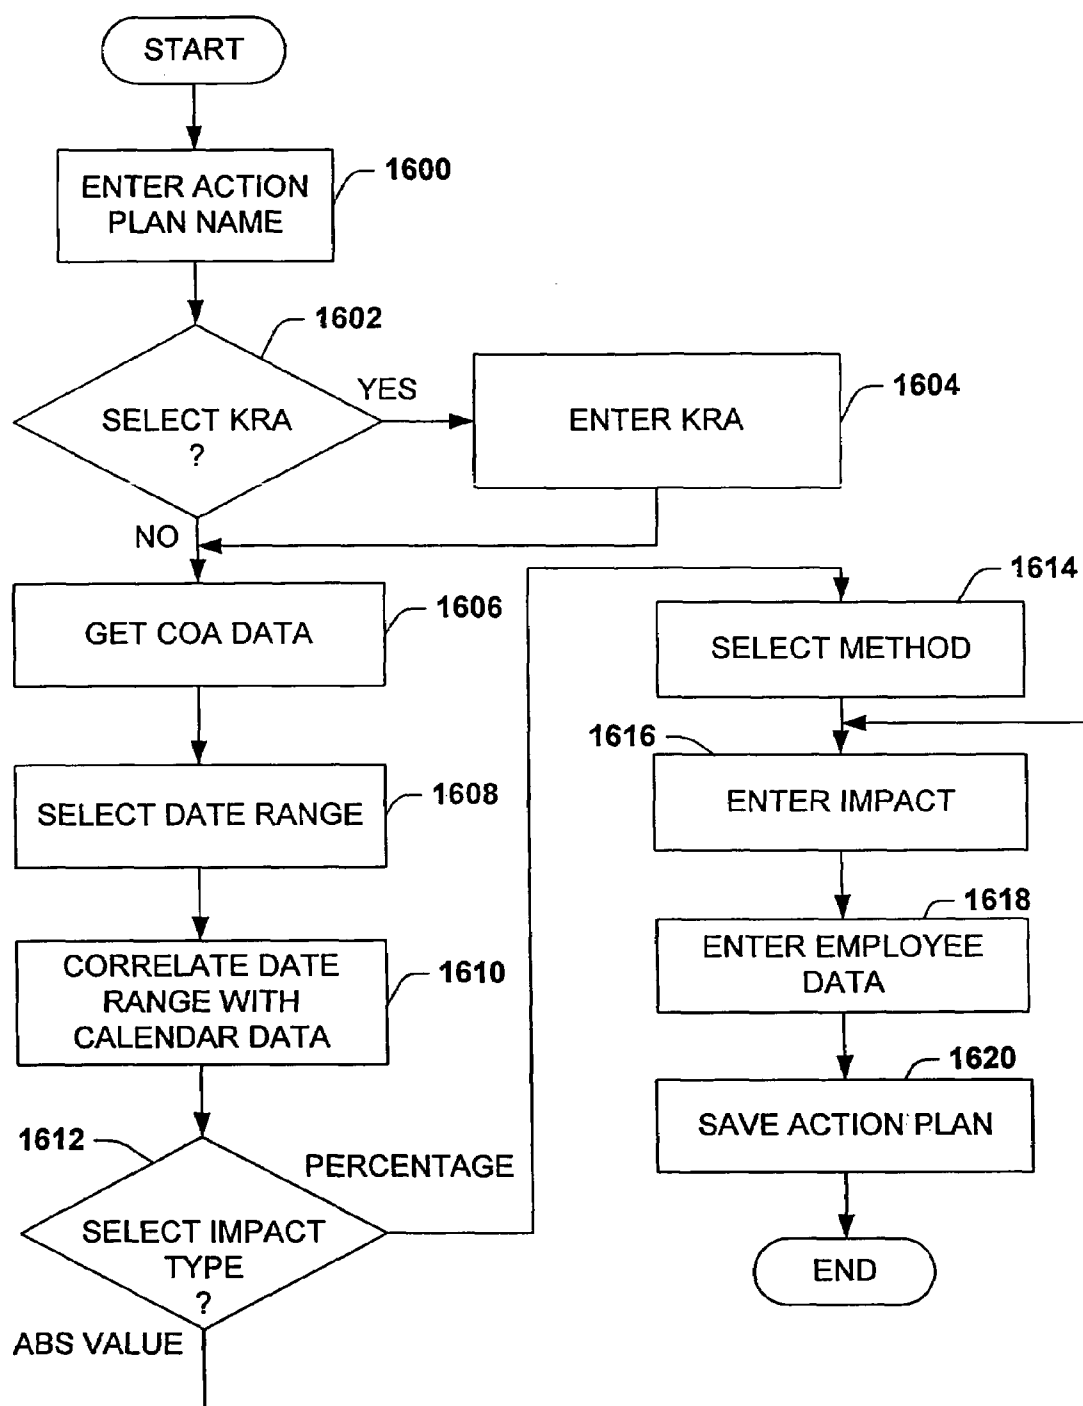 START
1600
ENTER ACTION
PLAN NAME
1602
SELECT KRA
?
YES
1604
ENTER KRA
NO
1606
GET COA DATA
1608
SELECT DATE RANGE
1610
CORRELATE DATE
RANGE WITH
CALENDAR DATA
1612
SELECT IMPACT
TYPE
?
PERCENTAGE
ABS VALUE
1614
SELECT METHOD
1616
ENTER IMPACT
1618
ENTER EMPLOYEE
DATA
1620
SAVE ACTION PLAN
END